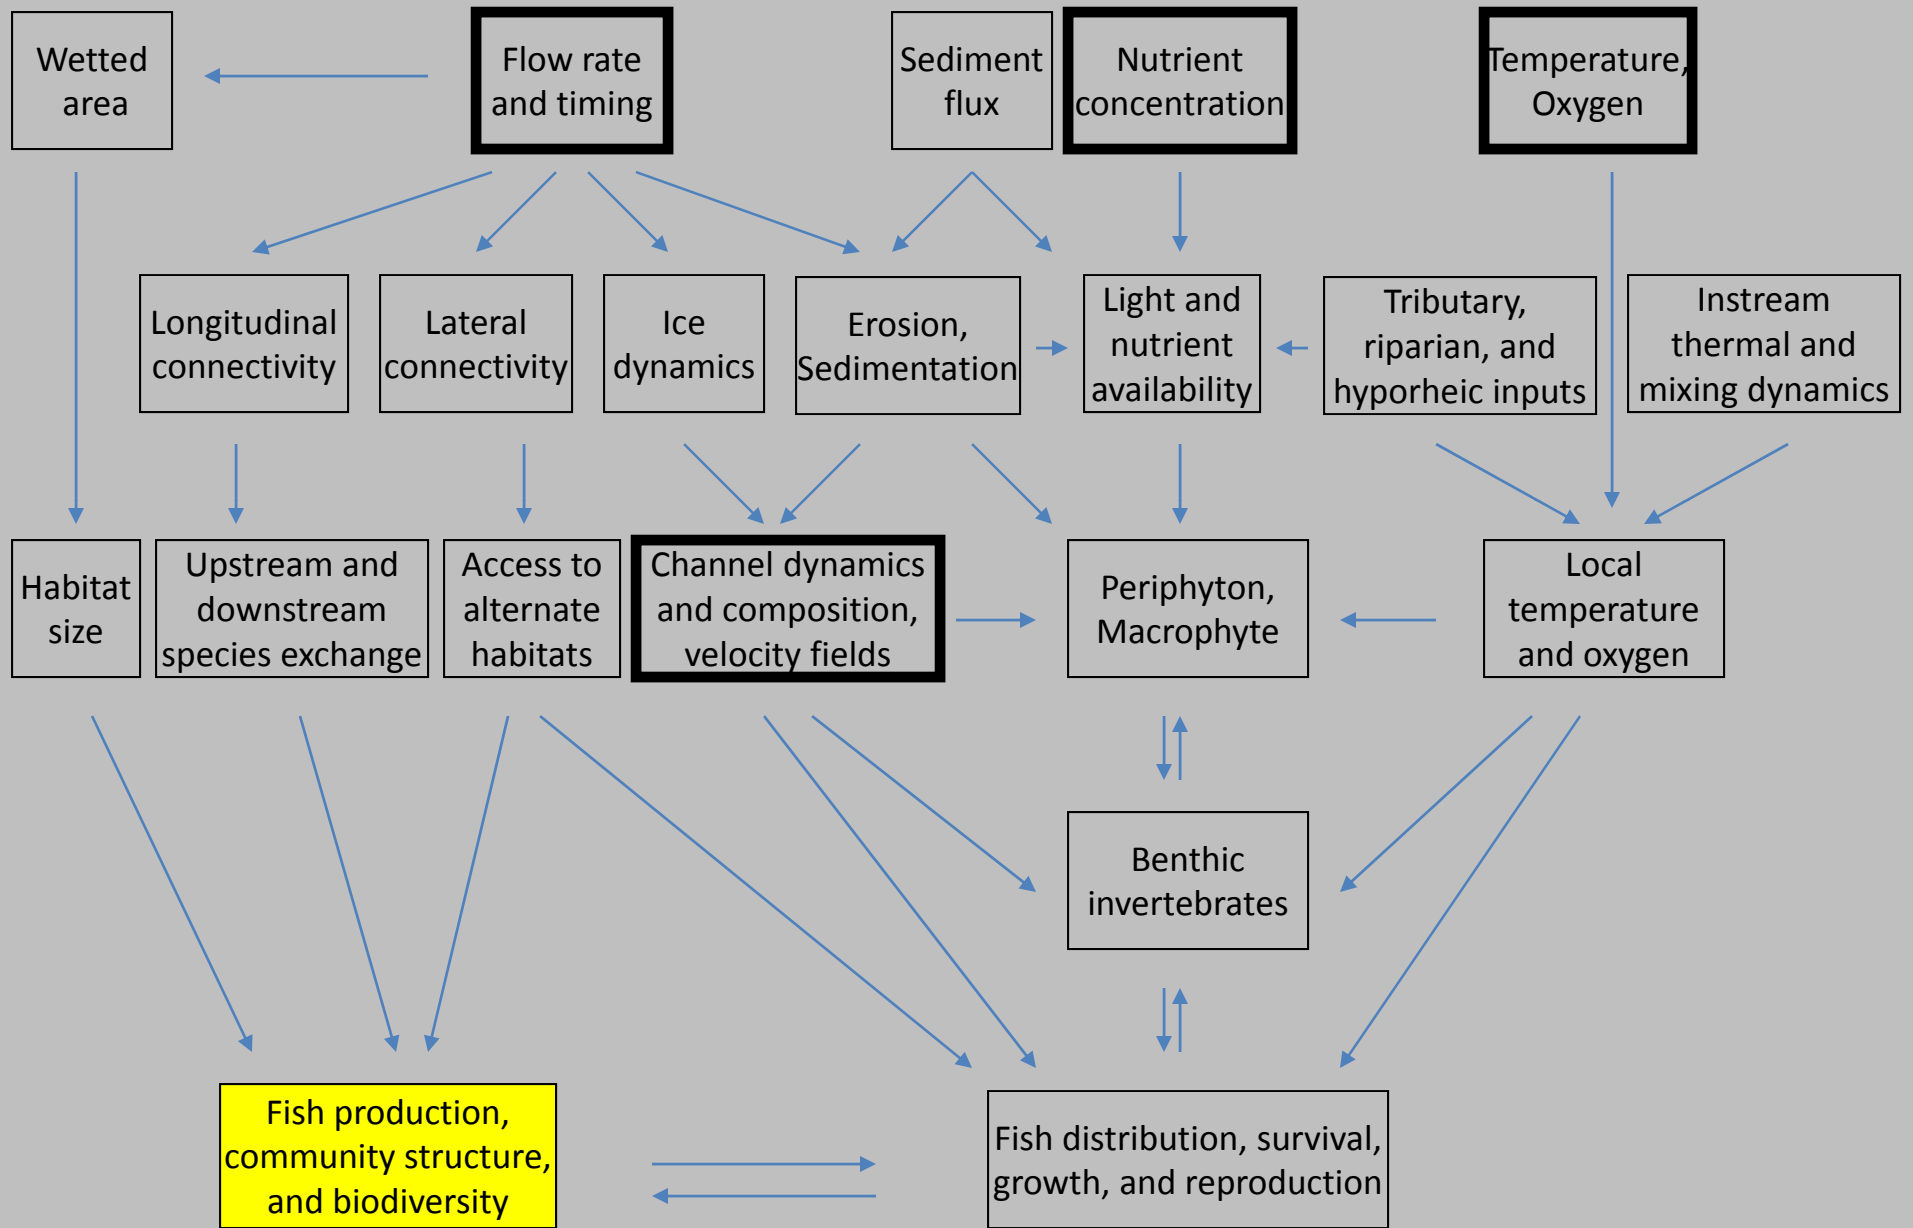 Wetted
area
Flow rate
and timing
Sediment
flux
Nutrient
concentration
Temperature,
Oxygen
Longitudinal
connectivity
Lateral
connectivity
Ice
dynamics
Erosion,
Sedimentation
Light and
nutrient
availability
Tributary,
riparian, and
hyporheic inputs
Instream
thermal and
mixing dynamics
Habitat
size
Upstream and
downstream
species exchange
Access to
alternate
habitats
Channel dynamics
and composition,
velocity fields
Periphyton,
Macrophyte
Local
temperature
and oxygen
Benthic
invertebrates
Fish production,
community structure,
and biodiversity
Fish distribution, survival,
growth, and reproduction